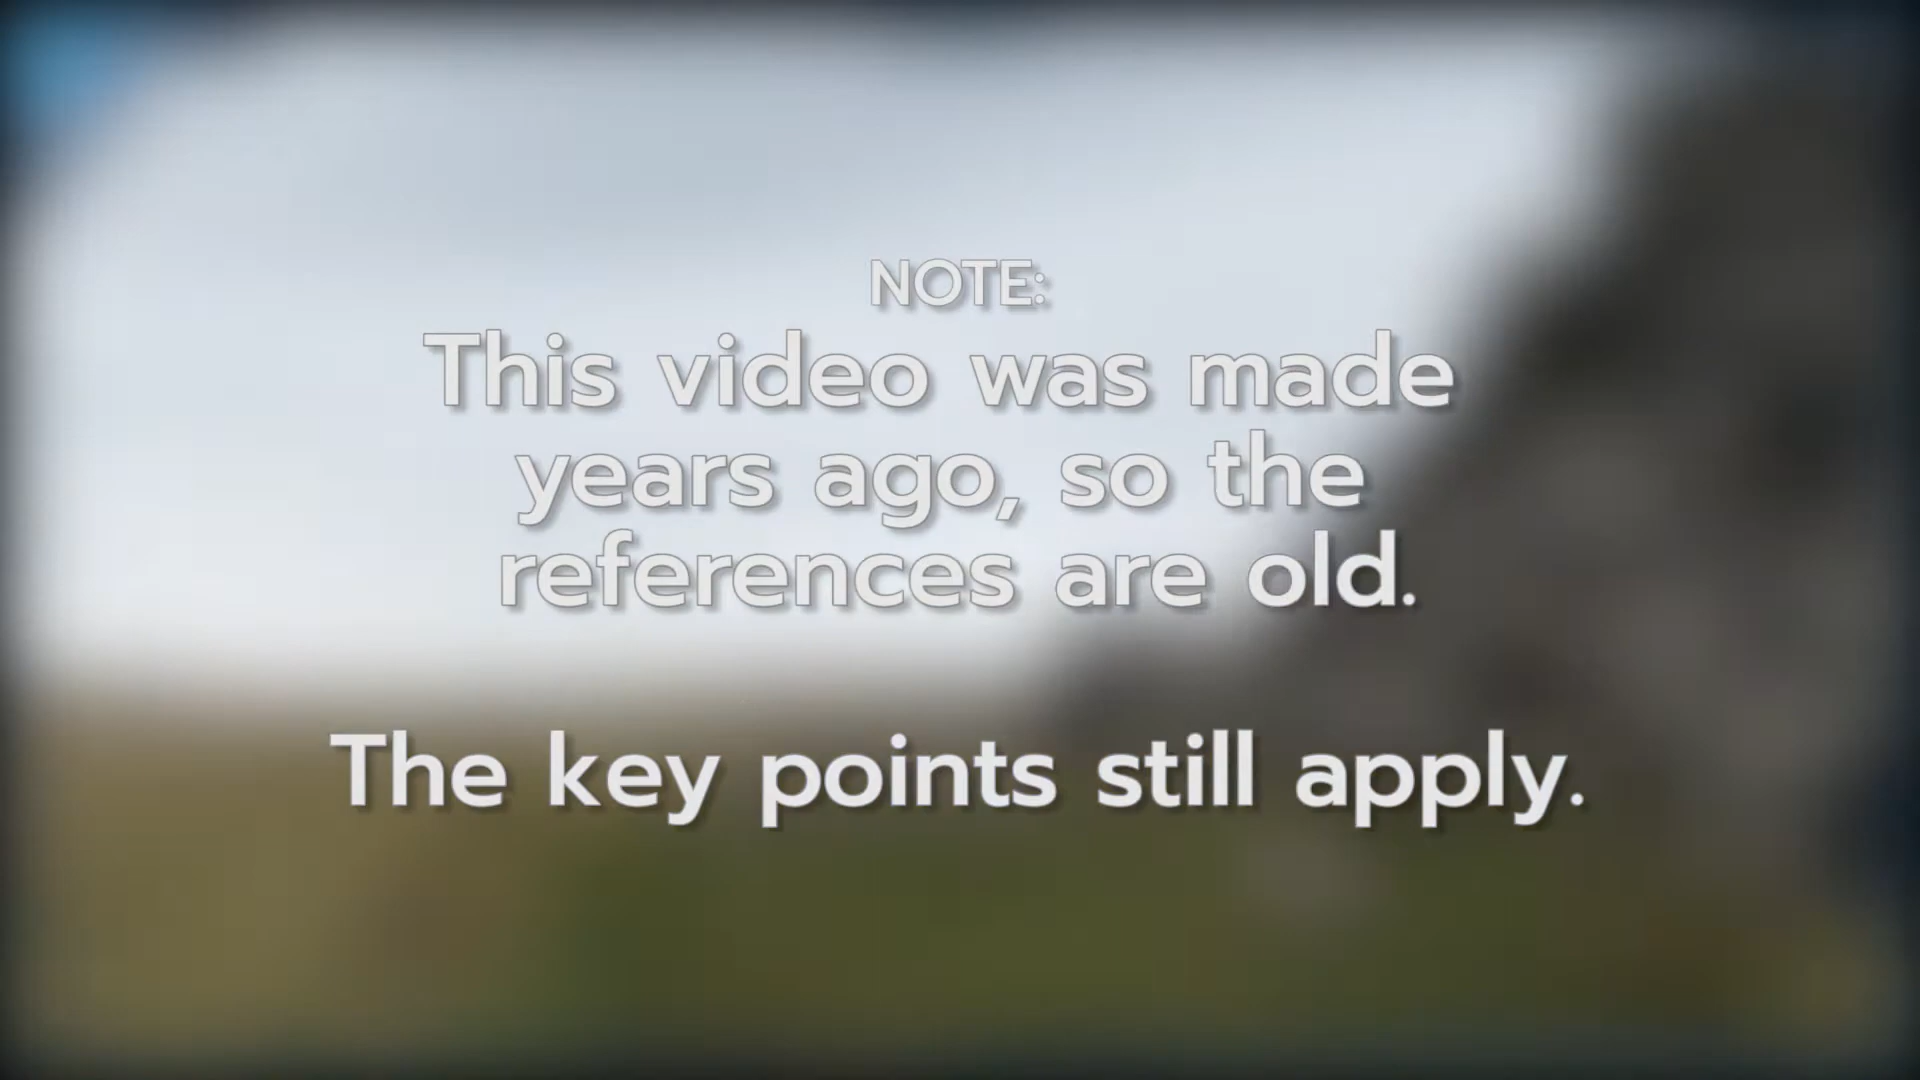 NOTE:
This video was made
years ago, so the
references are old.
The key points still apply.